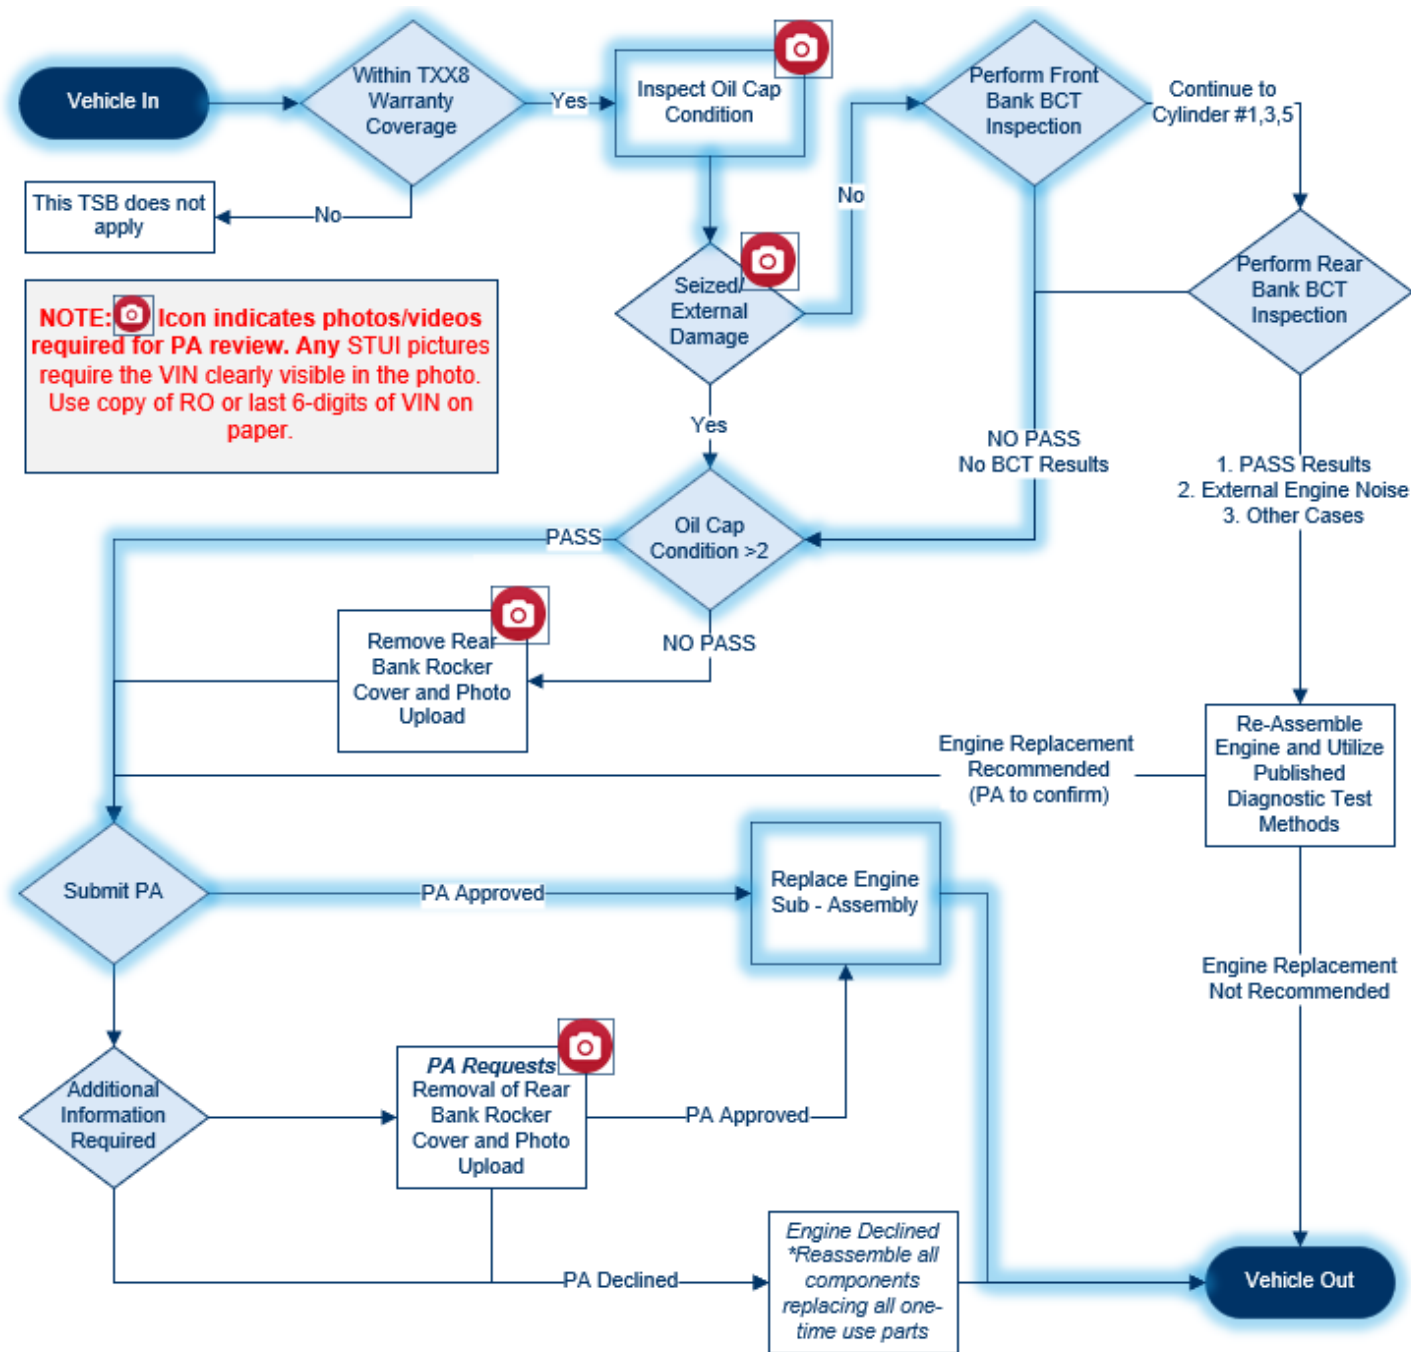 Vehicle In
Within TXX8
Warranty
Coverage
Yes
Inspect Oil Cap
Condition
Perform Front
Bank BCT
Inspection
Continue to
Cylinder #1,3,5
This TSB does not
apply
No
No
Seized/
External
Damage
Perform Rear
Bank BCT
Inspection
NOTE: Icon indicates photos/videos
required for PA review. Any STUI pictures
require the VIN clearly visible in the photo.
Use copy of RO or last 6-digits of VIN on
paper.
Yes
NO PASS
No BCT Results
1. PASS Results
2. External Engine Noise
3. Other Cases
PASS
Oil Cap
Condition >2
NO PASS
Remove Rear
Bank Rocker
Cover and Photo
Upload
Engine Replacement
Recommended
(PA to confirm)
Re-Assemble
Engine and Utilize
Published
Diagnostic Test
Methods
Submit PA
PA Approved
Replace Engine
Sub - Assembly
Engine Replacement
Not Recommended
Additional
Information
Required
PA Requests
Removal of Rear
Bank Rocker
Cover and Photo
Upload
PA Approved
PA Declined
Engine Declined
*Reassemble all
components
replacing all one-
time use parts
Vehicle Out